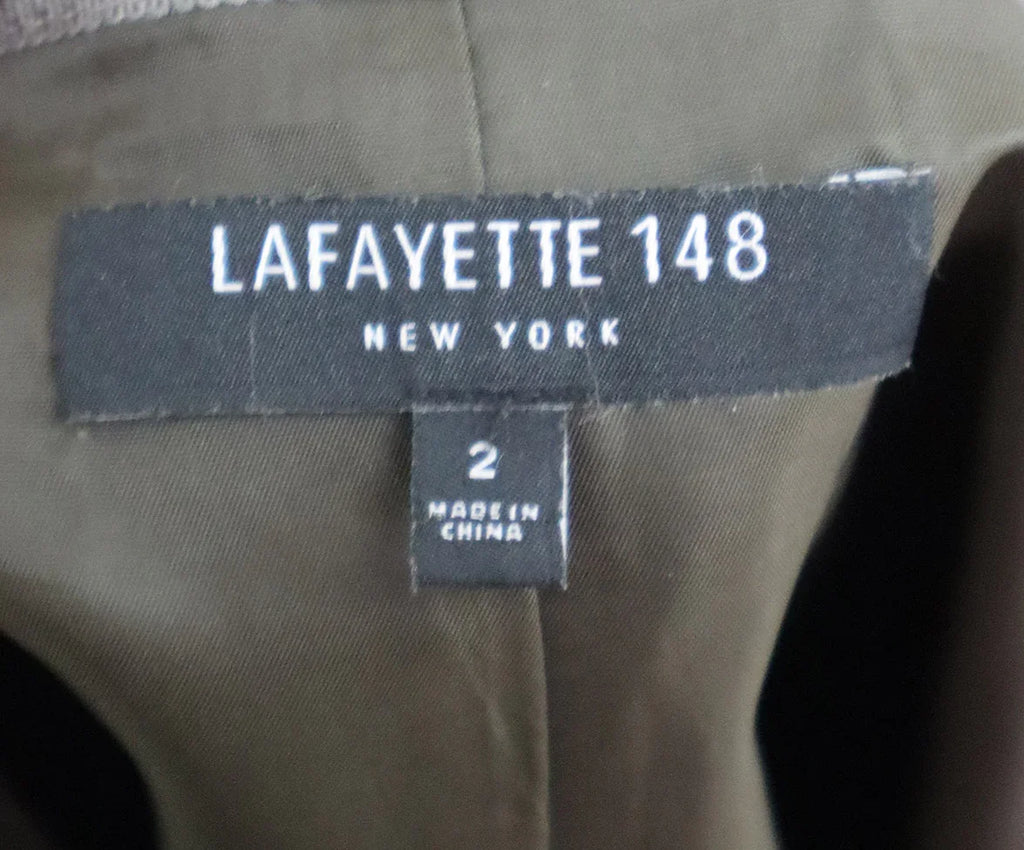 LAFAYETTE 148
NEW YORK
2
MADE IN
CHINA